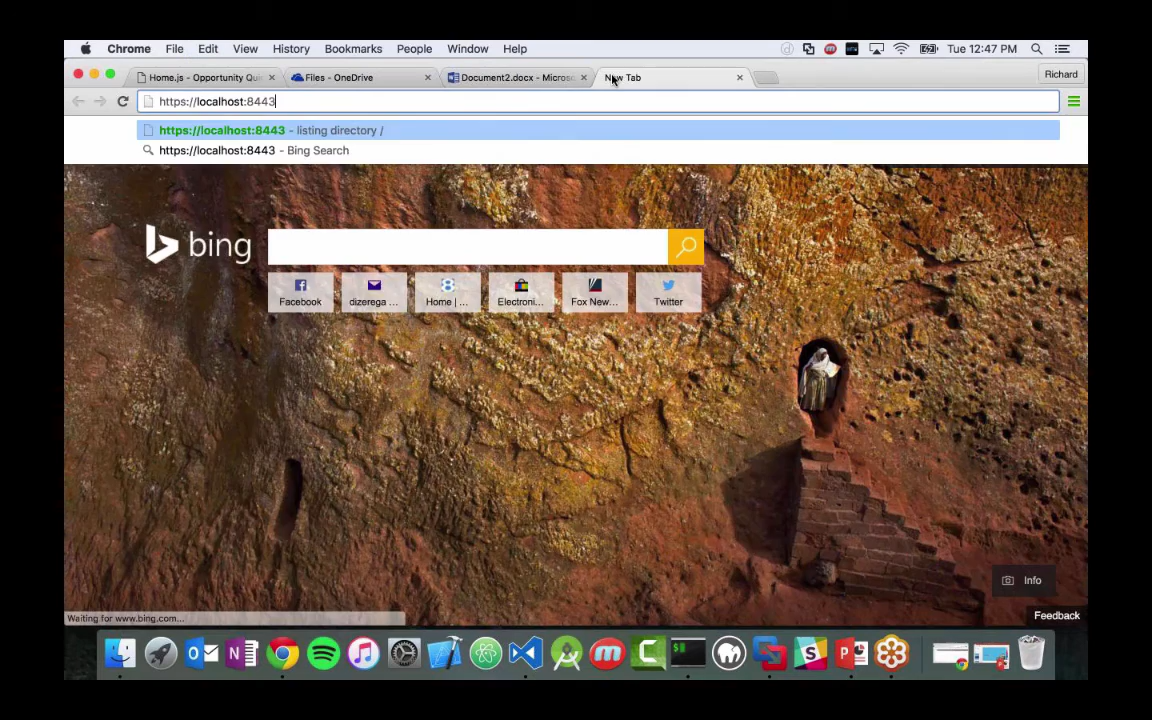 Chrome File Edit View History Bookmarks People Window Help Tue 12:47 PM
Home.js - Opportunity Qui Files - OneDrive Document2.docx - Microso New Tab Richard
https://localhost:8443
https://localhost:8443 - listing directory /
https://localhost:8443 - Bing Search
bing
Facebook dizerega ... Home | ... Electroni... Fox New... Twitter
Info
Feedback
Waiting for www.bing.com...